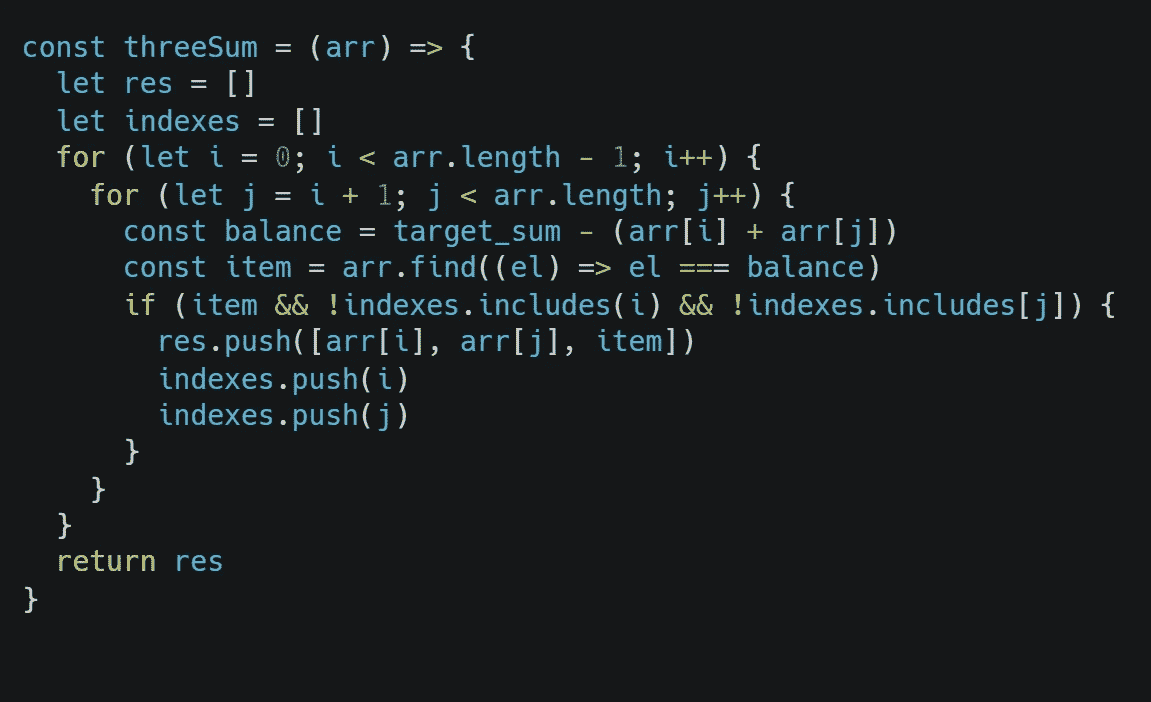 const threeSum = (arr) => {
  let res = []
  let indexes = []
  for (let i = 0; i < arr.length - 1; i++) {
    for (let j = i + 1; j < arr.length; j++) {
      const balance = target_sum - (arr[i] + arr[j])
      const item = arr.find((el) => el === balance)
      if (item && !indexes.includes(i) && !indexes.includes[j]) {
        res.push([arr[i], arr[j], item])
        indexes.push(i)
        indexes.push(j)
      }
    }
  }
  return res
}